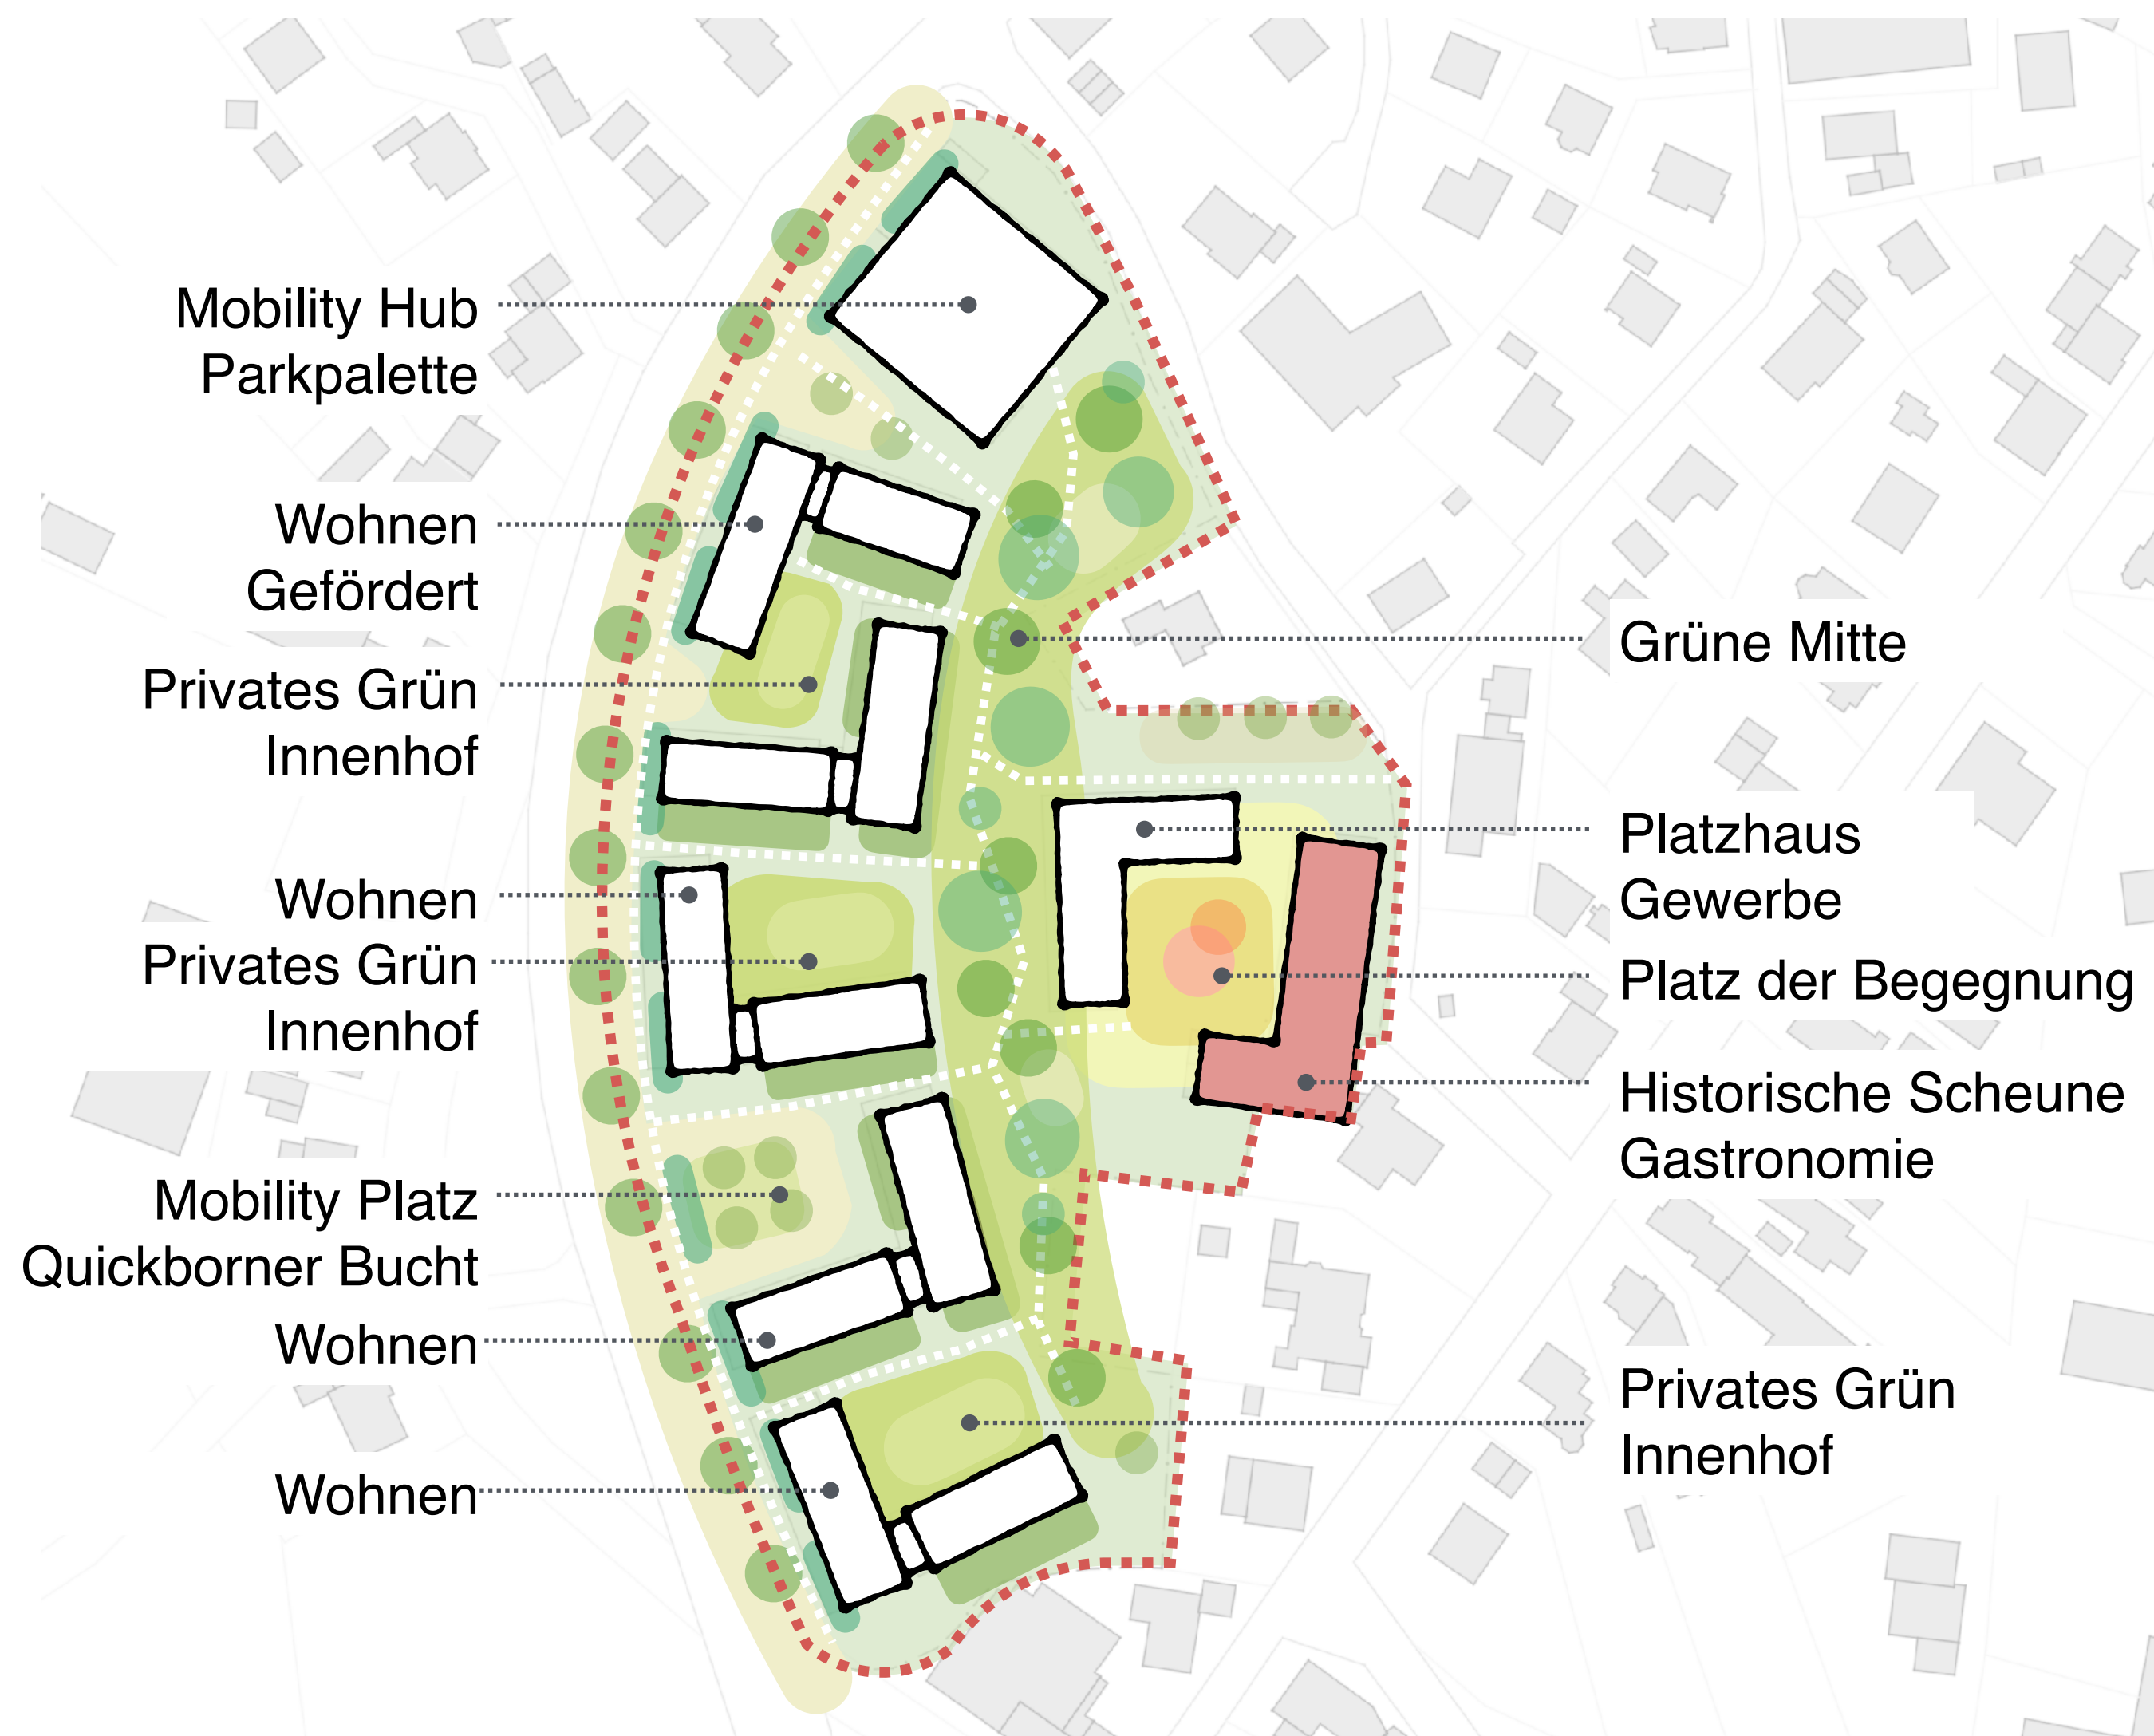 Mobility Hub
Parkpalette
Wohnen
Gefördert
Privates Grün
Innenhof
Wohnen
Privates Grün
Innenhof
Mobility Platz
Quickborner Bucht
Wohnen
Wohnen
Grüne Mitte
Platzhaus
Gewerbe
Platz der Begegnung
Historische Scheune
Gastronomie
Privates Grün
Innenhof